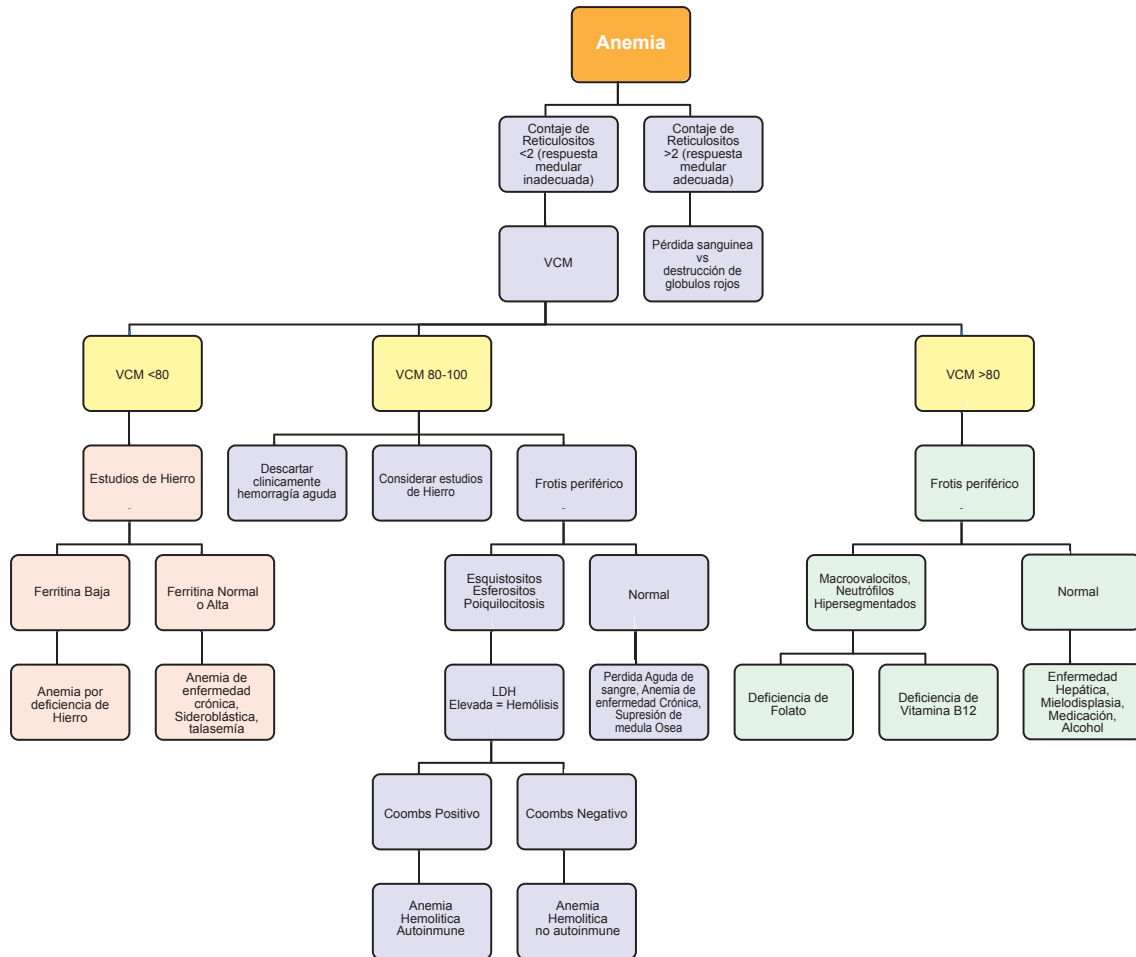 Anemia
Contaje de
Reticulositos
<2 (respuesta
medular
inadecuada)
Contaje de
Reticulositos
>2 (respuesta
medular
adecuada)
VCM
Pérdida sanguinea
vs
destrucción de
globulos rojos
VCM <80
VCM 80-100
VCM >80
Estudios de Hierro
-
Descartar
clinicamente
hemorragía aguda
Considerar estudios
de Hierro
Frotis periférico
-
Frotis periférico
-
Ferritina Baja
Ferritina Normal
o Alta
Esquistositos
Esferositos
Poiquilocitosis
Normal
Macroovalocitos,
Neutrófilos
Hipersegmentados
Normal
Anemia por
deficiencia de
Hierro
Anemia de
enfermedad
crónica,
Sideroblástica,
talasemía
LDH
Elevada = Hemólisis
Perdida Aguda de
sangre, Anemia de
enfermedad Crónica,
Supresión de
medula Osea
Deficiencia de
Folato
Deficiencia de
Vitamina B12
Enfermedad
Hepática,
Mielodisplasia,
Medicación,
Alcohol
Coombs Positivo
Coombs Negativo
Anemia
Hemolitica
Autoinmune
Anemia
Hemolitica
no autoinmune